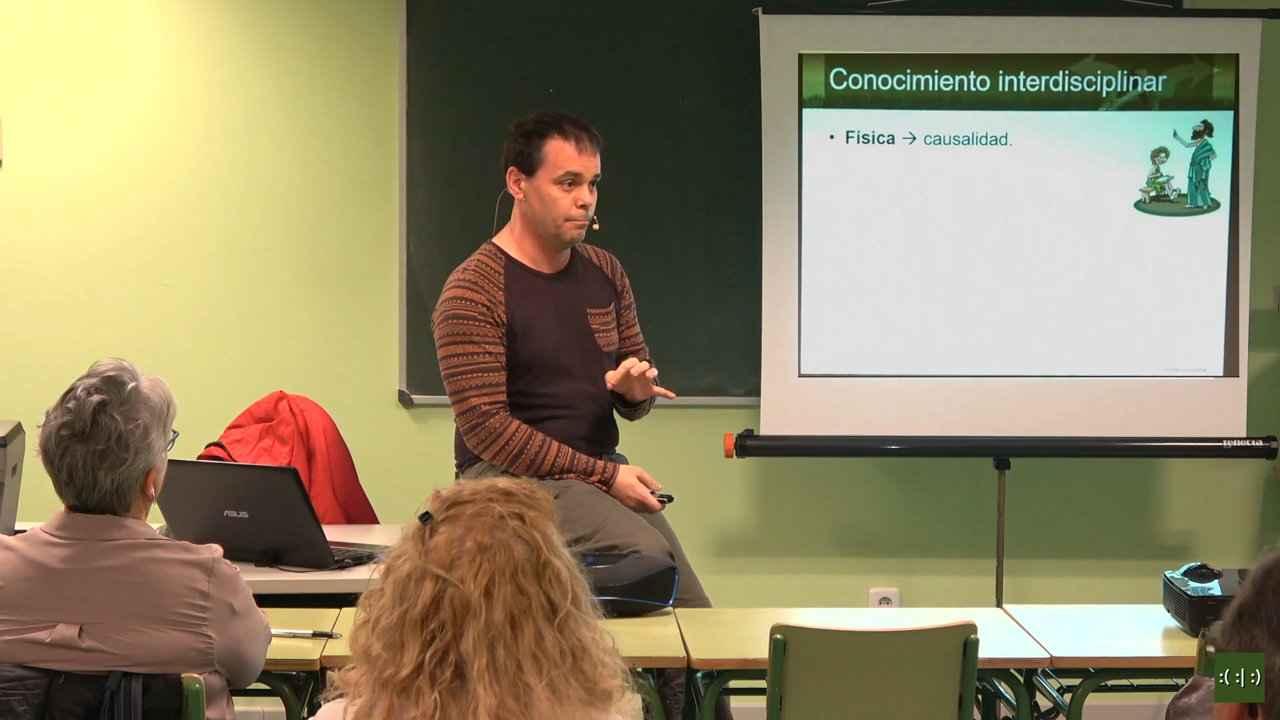 Conocimiento interdisciplinar
• Física → causalidad.
ASUS
:( :| :)